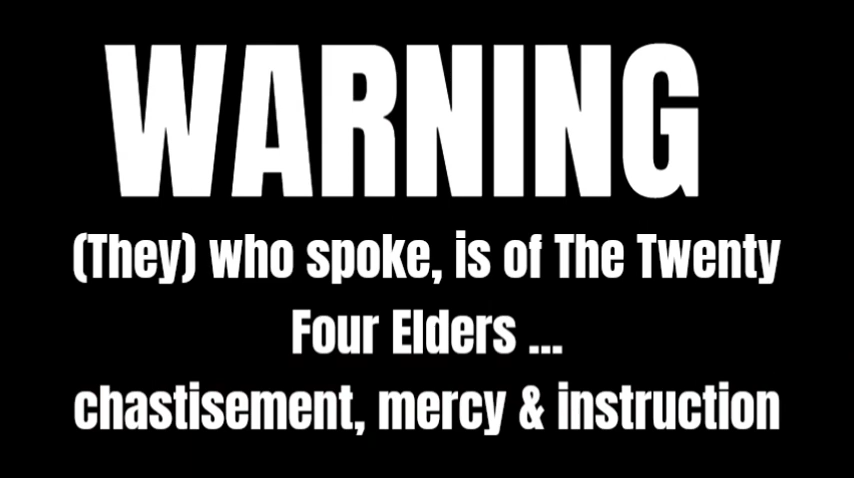 WARNING
(They) who spoke, is of The Twenty
Four Elders ...
chastisement, mercy & instruction